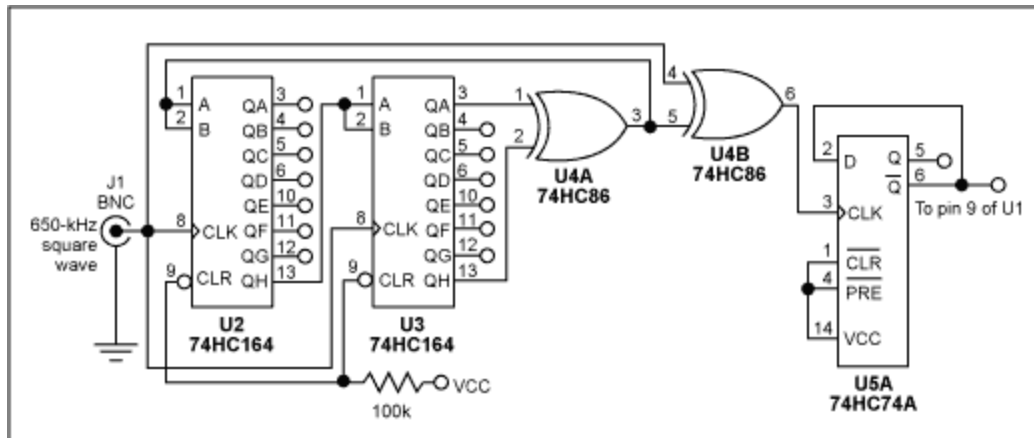 J1
BNC
650-kHz
square
wave
1 A QA 3
2 B QB 4
QC 5
QD 6
QE 10
8 CLK QF 11
QG 12
9 CLR QH 13
U2
74HC164
1 A QA 3
2 B QB 4
QC 5
QD 6
QE 10
8 CLK QF 11
QG 12
9 CLR QH 13
U3
74HC164
100k
VCC
1
2
3
U4A
74HC86
4
5
6
U4B
74HC86
2 D Q 5
Q 6
To pin 9 of U1
3 CLK
1 CLR
4 PRE
14 VCC
U5A
74HC74A